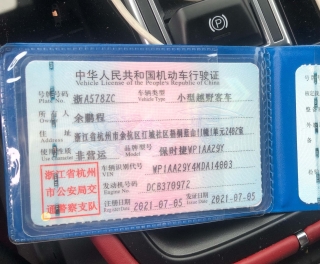 中华人民共和国机动车行驶证
Vehicle License of the People's Republic of China
号牌号码 浙A578ZC 车辆类型 小型越野客车
Plate No. Vehicle Type
所有人 余鹏程
Owner
住址 浙江省杭州市余杭区
使用性质 非营运 品牌型号 保时捷WP1AA29Y
浙江省杭州市公安局交通警察支队
车辆识别代号 WP1AA29Y4MDA14003
VIN
发动机号码 DCB370972
Engine No.
注册日期 2021-07-05 发证日期 2021-07-05
Register Date Issue Date
P